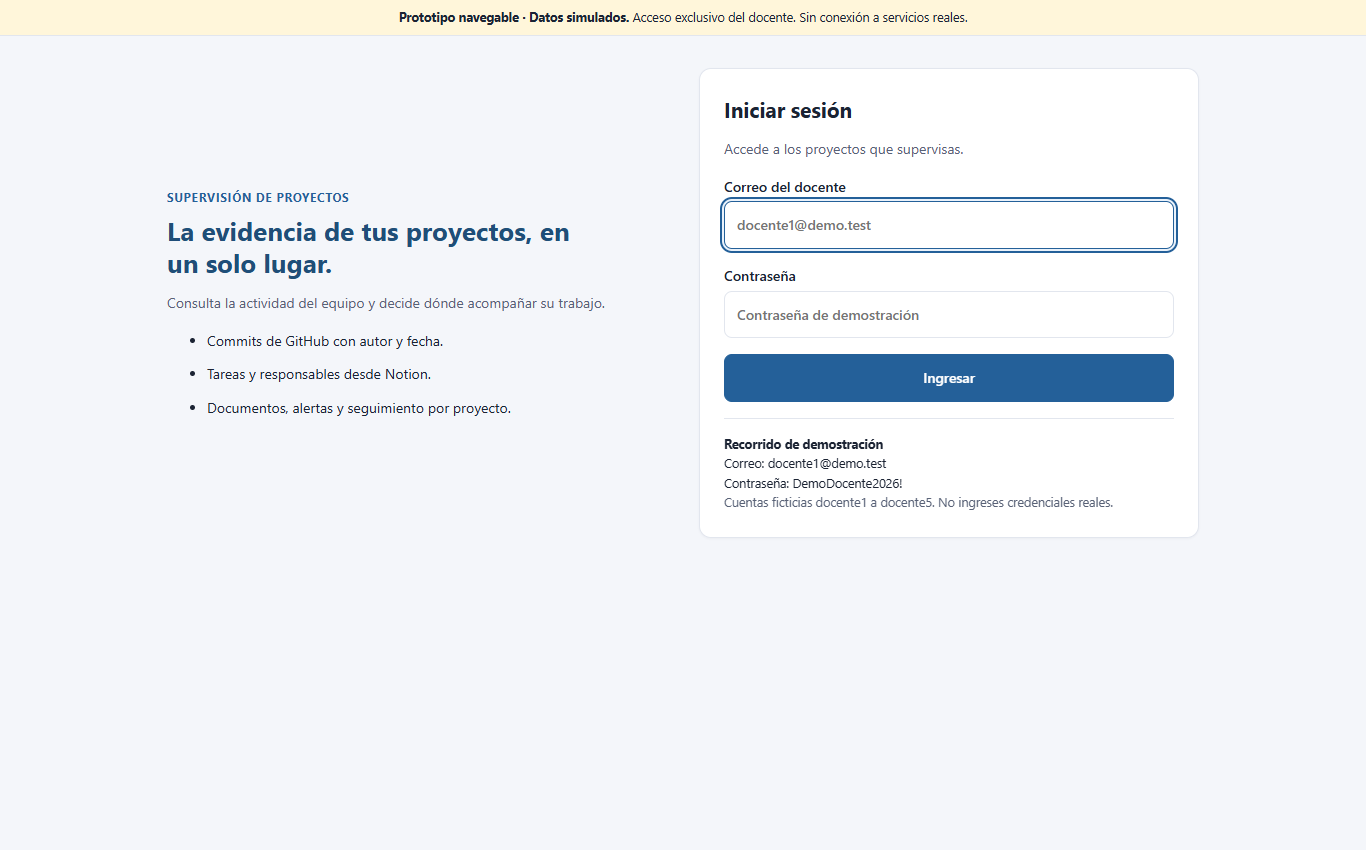 Prototipo navegable · Datos simulados. Acceso exclusivo del docente. Sin conexión a servicios reales.
SUPERVISIÓN DE PROYECTOS
La evidencia de tus proyectos, en
un solo lugar.
Consulta la actividad del equipo y decide dónde acompañar su trabajo.
• Commits de GitHub con autor y fecha.
• Tareas y responsables desde Notion.
• Documentos, alertas y seguimiento por proyecto.
Iniciar sesión
Accede a los proyectos que supervisas.
Correo del docente
docente1@demo.test
Contraseña
Contraseña de demostración
Ingresar
Recorrido de demostración
Correo: docente1@demo.test
Contraseña: DemoDocente2026!
Cuentas ficticias docente1 a docente5. No ingreses credenciales reales.